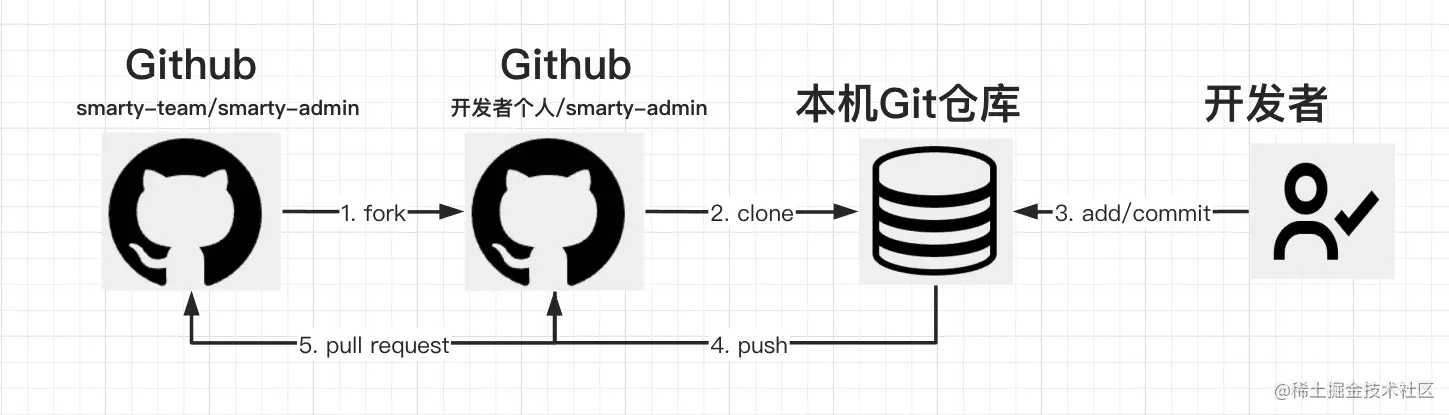 Github
smarty-team/smarty-admin
Github
开发者个人/smarty-admin
本机Git仓库
开发者
1. fork
2. clone
3. add/commit
5. pull request
4. push
@稀土掘金技术社区